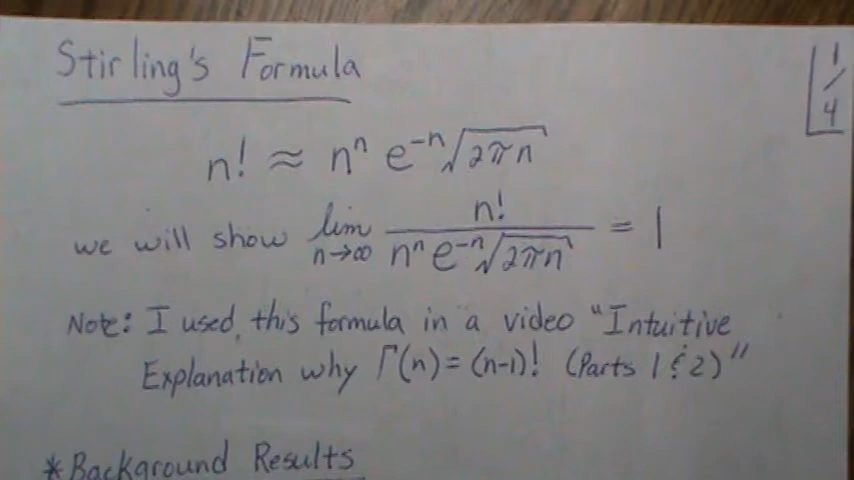 Stirling's Formula
1/4
n! ≈ nⁿ e⁻ⁿ √(2πn)
we will show lim n→∞ n! / (nⁿ e⁻ⁿ √(2πn)) = 1
Note: I used this formula in a video "Intuitive
Explanation why Γ(n) = (n-1)! (Parts 1 & 2)"
*Background Results